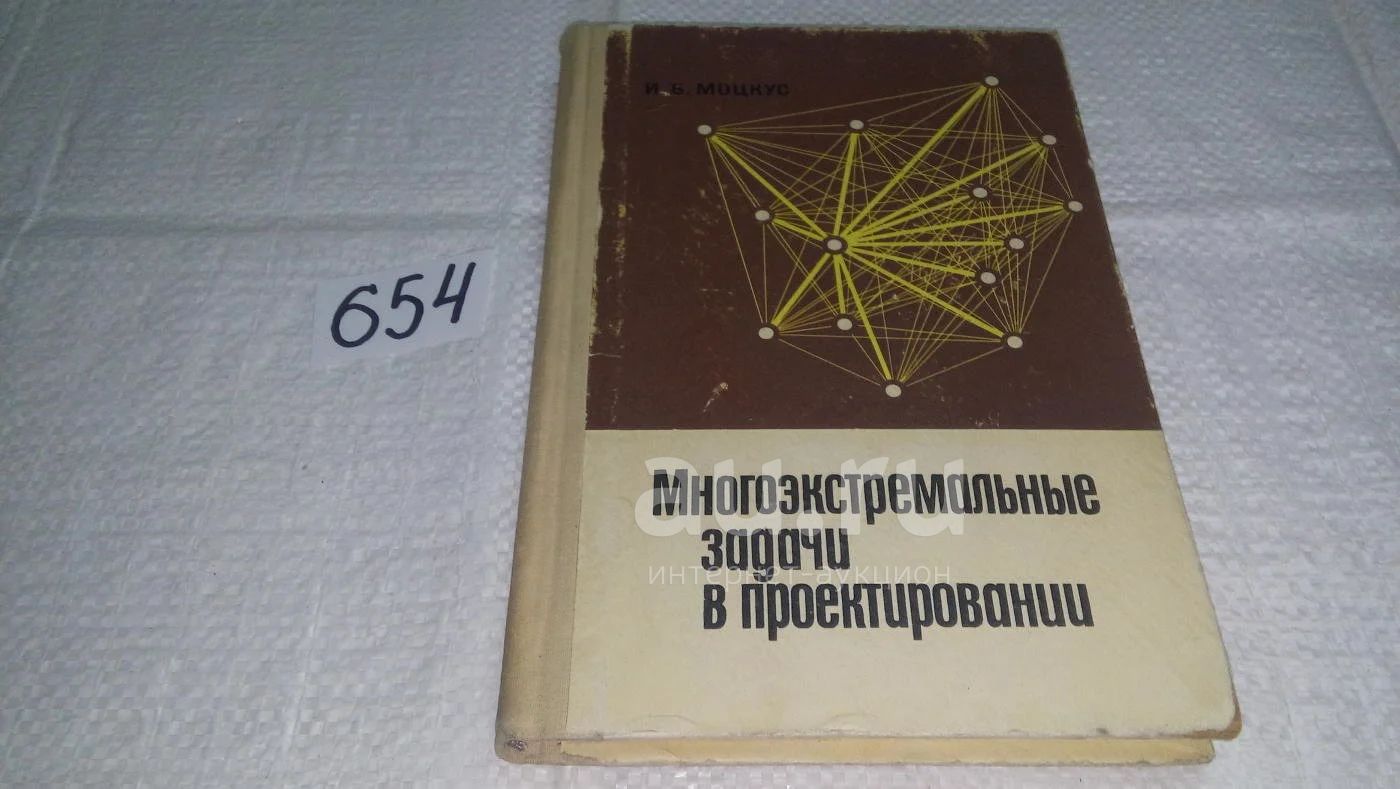 И. Б. МОЦКУС
654
Многоэкстремальные
задачи
в проектировании
au.ru
интернет-аукцион